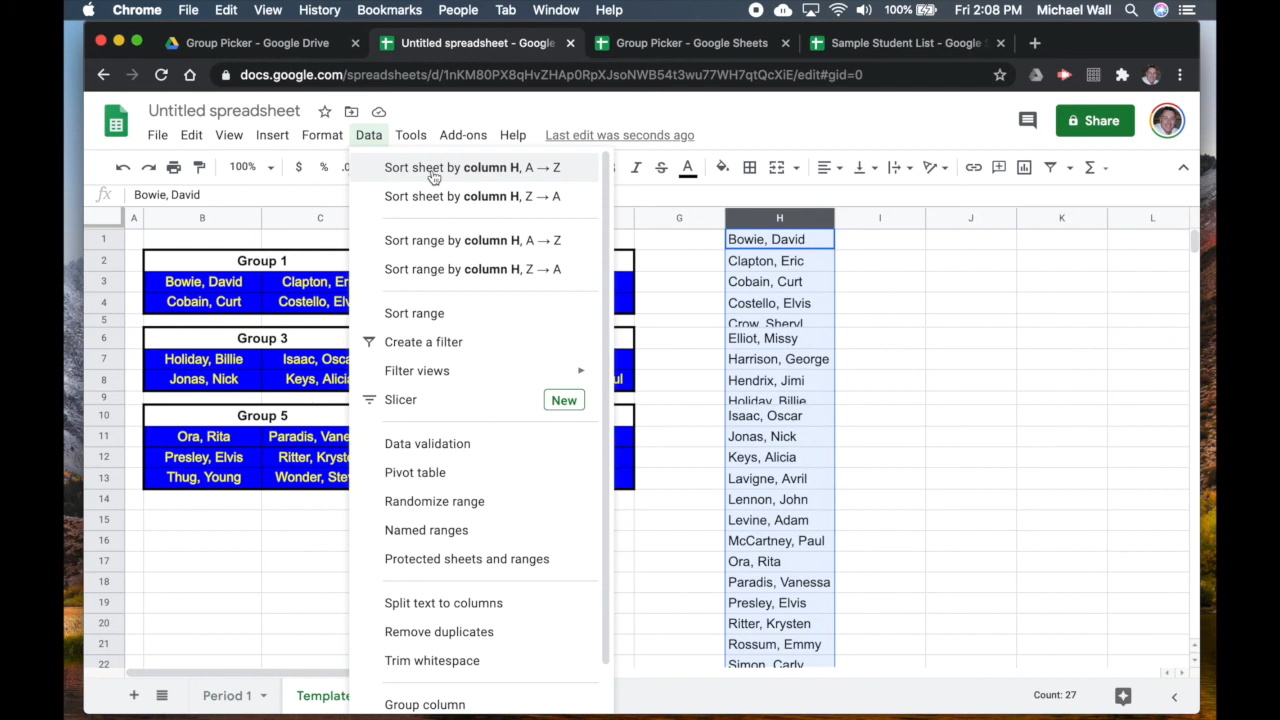 Chrome File Edit View History Bookmarks People Tab Window Help 100% Fri 2:08 PM Michael Wall
Group Picker - Google Drive Untitled spreadsheet - Google Group Picker - Google Sheets Sample Student List - Google
docs.google.com/spreadsheets/d/1nKM80PX8qHvZHAp0RpXJsoNWB54t3wu77WH7qtQcXiE/edit#gid=0
Untitled spreadsheet
File Edit View Insert Format Data Tools Add-ons Help Last edit was seconds ago
Share
100% $ %
fx Bowie, David
A B C G H I J K L
Sort sheet by column H, A → Z
Sort sheet by column H, Z → A
Sort range by column H, A → Z
Sort range by column H, Z → A
Sort range
Create a filter
Filter views
Slicer New
Data validation
Pivot table
Randomize range
Named ranges
Protected sheets and ranges
Split text to columns
Remove duplicates
Trim whitespace
Group column
1 Bowie, David
2 Group 1 Clapton, Eric
3 Bowie, David Clapton, Er Cobain, Curt
4 Cobain, Curt Costello, Elv Costello, Elvis
5 Crow, Sheryl
Group 3 Elliot, Missy
Holiday, Billie Isaac, Osca Harrison, George
8 Jonas, Nick Keys, Alicia ul Hendrix, Jimi
Holiday, Billie
10 Group 5 Isaac, Oscar
11 Ora, Rita Paradis, Vane Jonas, Nick
12 Presley, Elvis Ritter, Kryste Keys, Alicia
13 Thug, Young Wonder, Ste Lavigne, Avril
14 Lennon, John
15 Levine, Adam
16 McCartney, Paul
17 Ora, Rita
18 Paradis, Vanessa
19 Presley, Elvis
20 Ritter, Krysten
21 Rossum, Emmy
22 Simon, Carly
Period 1 Template Count: 27